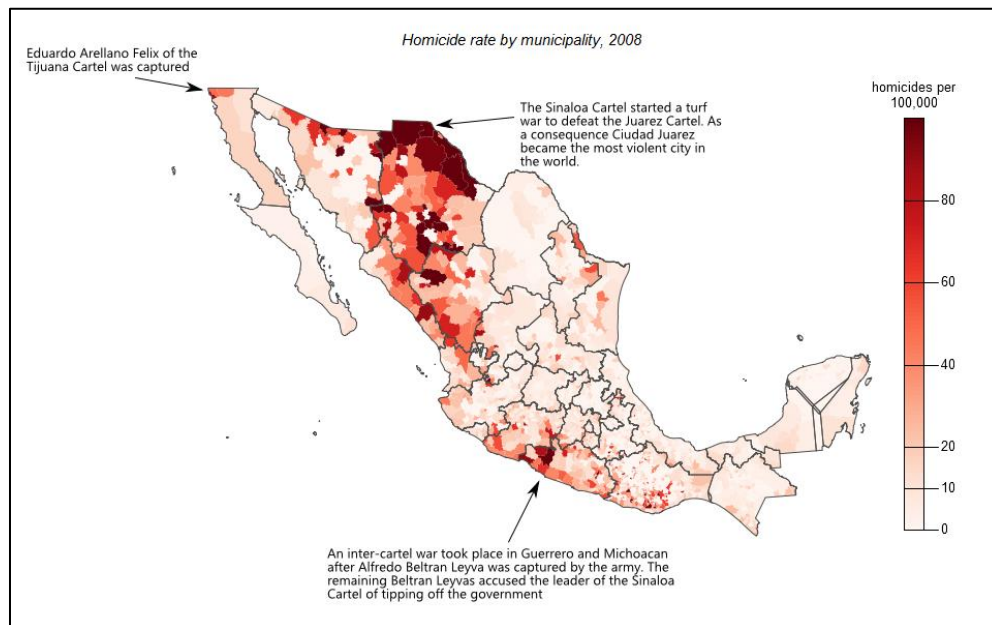 Homicide rate by municipality, 2008
Eduardo Arellano Felix of the
Tijuana Cartel was captured
The Sinaloa Cartel started a turf
war to defeat the Juarez Cartel. As
a consequence Ciudad Juarez
became the most violent city in
the world.
homicides per
100,000
80
60
40
20
10
0
An inter-cartel war took place in Guerrero and Michoacan
after Alfredo Beltran Leyva was captured by the army. The
remaining Beltran Leyvas accused the leader of the Sinaloa
Cartel of tipping off the government